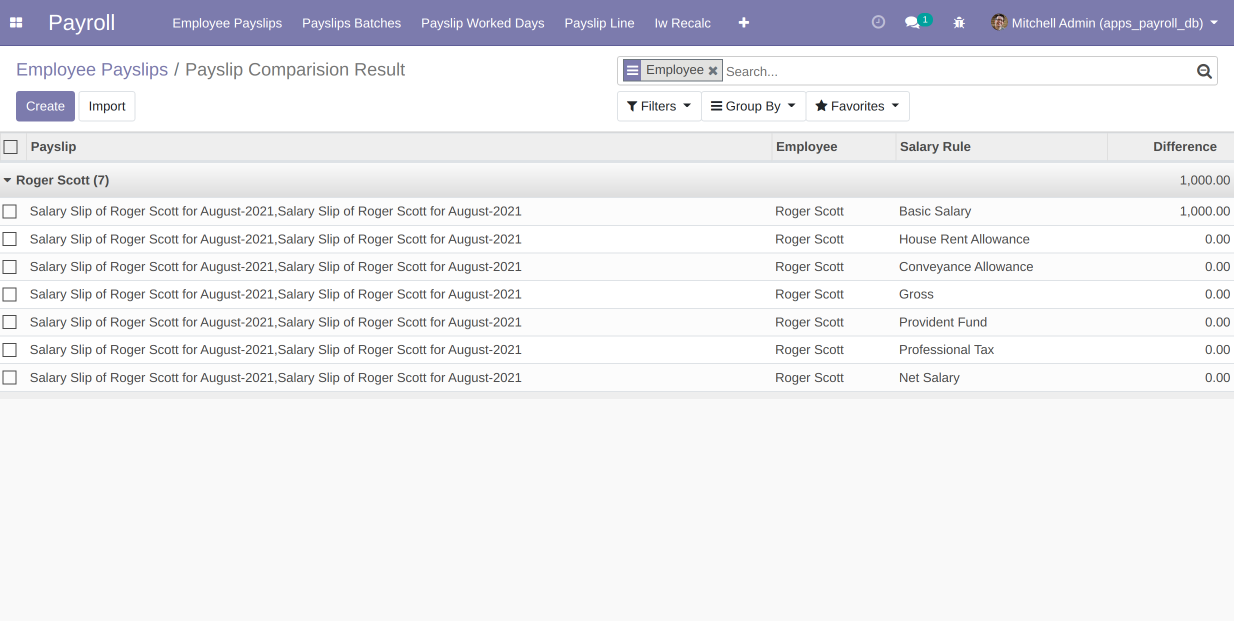 Payroll Employee Payslips Payslips Batches Payslip Worked Days Payslip Line Iw Recalc 1 Mitchell Admin (apps_payroll_db)
Employee Payslips / Payslip Comparision Result Employee Search...
Create Import Filters Group By Favorites
Payslip Employee Salary Rule Difference
Roger Scott (7) 1,000.00
Salary Slip of Roger Scott for August-2021,Salary Slip of Roger Scott for August-2021 Roger Scott Basic Salary 1,000.00
Salary Slip of Roger Scott for August-2021,Salary Slip of Roger Scott for August-2021 Roger Scott House Rent Allowance 0.00
Salary Slip of Roger Scott for August-2021,Salary Slip of Roger Scott for August-2021 Roger Scott Conveyance Allowance 0.00
Salary Slip of Roger Scott for August-2021,Salary Slip of Roger Scott for August-2021 Roger Scott Gross 0.00
Salary Slip of Roger Scott for August-2021,Salary Slip of Roger Scott for August-2021 Roger Scott Provident Fund 0.00
Salary Slip of Roger Scott for August-2021,Salary Slip of Roger Scott for August-2021 Roger Scott Professional Tax 0.00
Salary Slip of Roger Scott for August-2021,Salary Slip of Roger Scott for August-2021 Roger Scott Net Salary 0.00